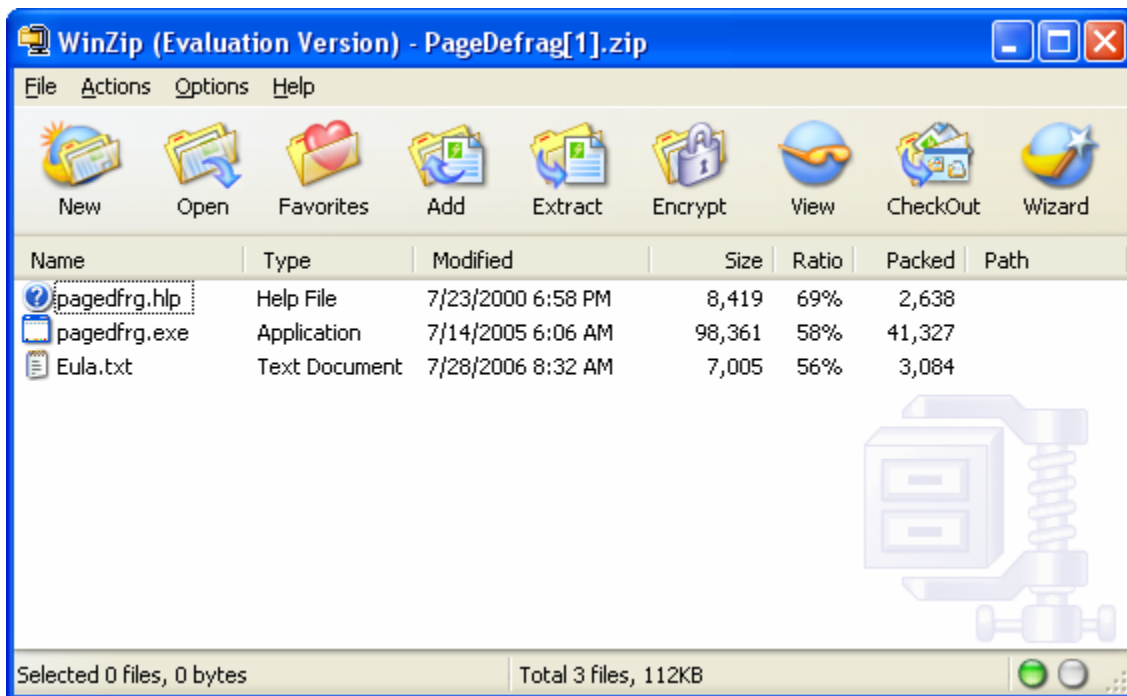 WinZip (Evaluation Version) - PageDefrag[1].zip
File Actions Options Help
New Open Favorites Add Extract Encrypt View CheckOut Wizard
Name Type Modified Size Ratio Packed Path
pagedfrg.hlp Help File 7/23/2000 6:58 PM 8,419 69% 2,638
pagedfrg.exe Application 7/14/2005 6:06 AM 98,361 58% 41,327
Eula.txt Text Document 7/28/2006 8:32 AM 7,005 56% 3,084
Selected 0 files, 0 bytes Total 3 files, 112KB